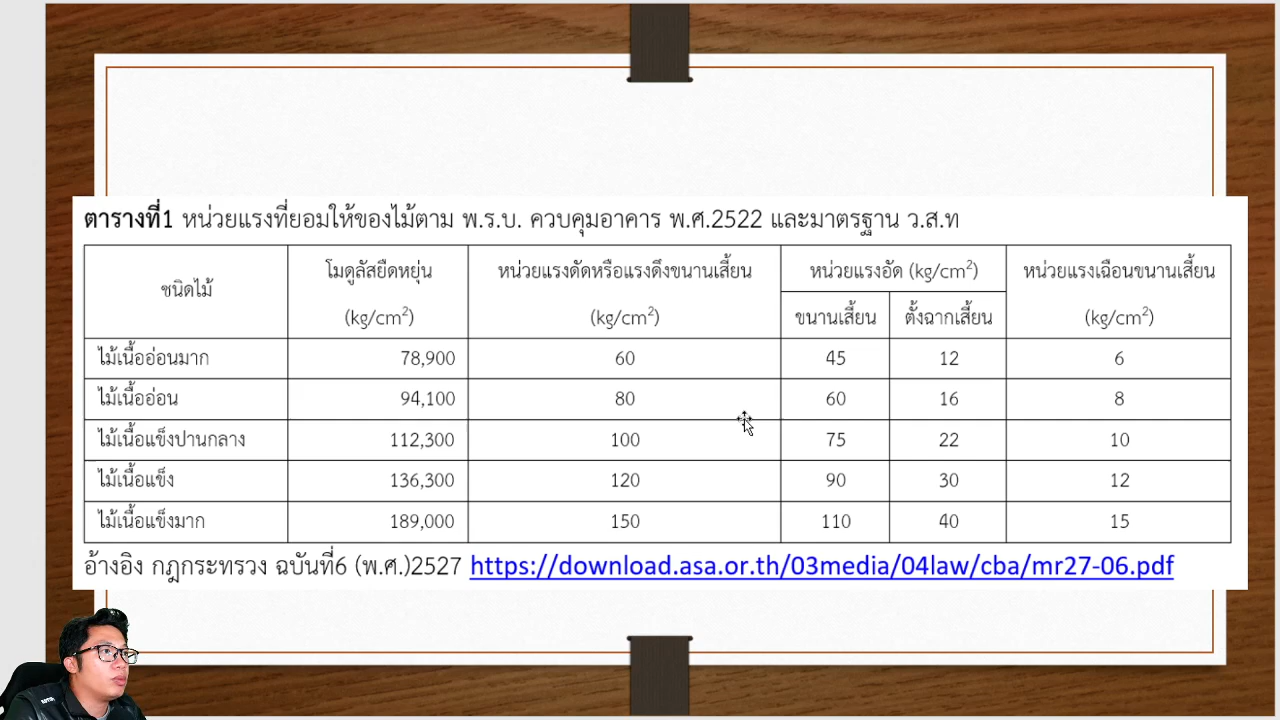 ตารางที่1 หน่วยแรงที่ยอมให้ของไม้ตาม พ.ร.บ. ควบคุมอาคาร พ.ศ.2522 และมาตรฐาน ว.ส.ท
ชนิดไม้ โมดูลัสยืดหยุ่น (kg/cm²) หน่วยแรงดัดหรือแรงดึงขนานเสี้ยน (kg/cm²) หน่วยแรงอัด (kg/cm²) หน่วยแรงเฉือนขนานเสี้ยน (kg/cm²)
ขนานเสี้ยน ตั้งฉากเสี้ยน
ไม้เนื้ออ่อนมาก 78,900 60 45 12 6
ไม้เนื้ออ่อน 94,100 80 60 16 8
ไม้เนื้อแข็งปานกลาง 112,300 100 75 22 10
ไม้เนื้อแข็ง 136,300 120 90 30 12
ไม้เนื้อแข็งมาก 189,000 150 110 40 15
อ้างอิง กฎกระทรวง ฉบับที่6 (พ.ศ.)2527 https://download.asa.or.th/03media/04law/cba/mr27-06.pdf